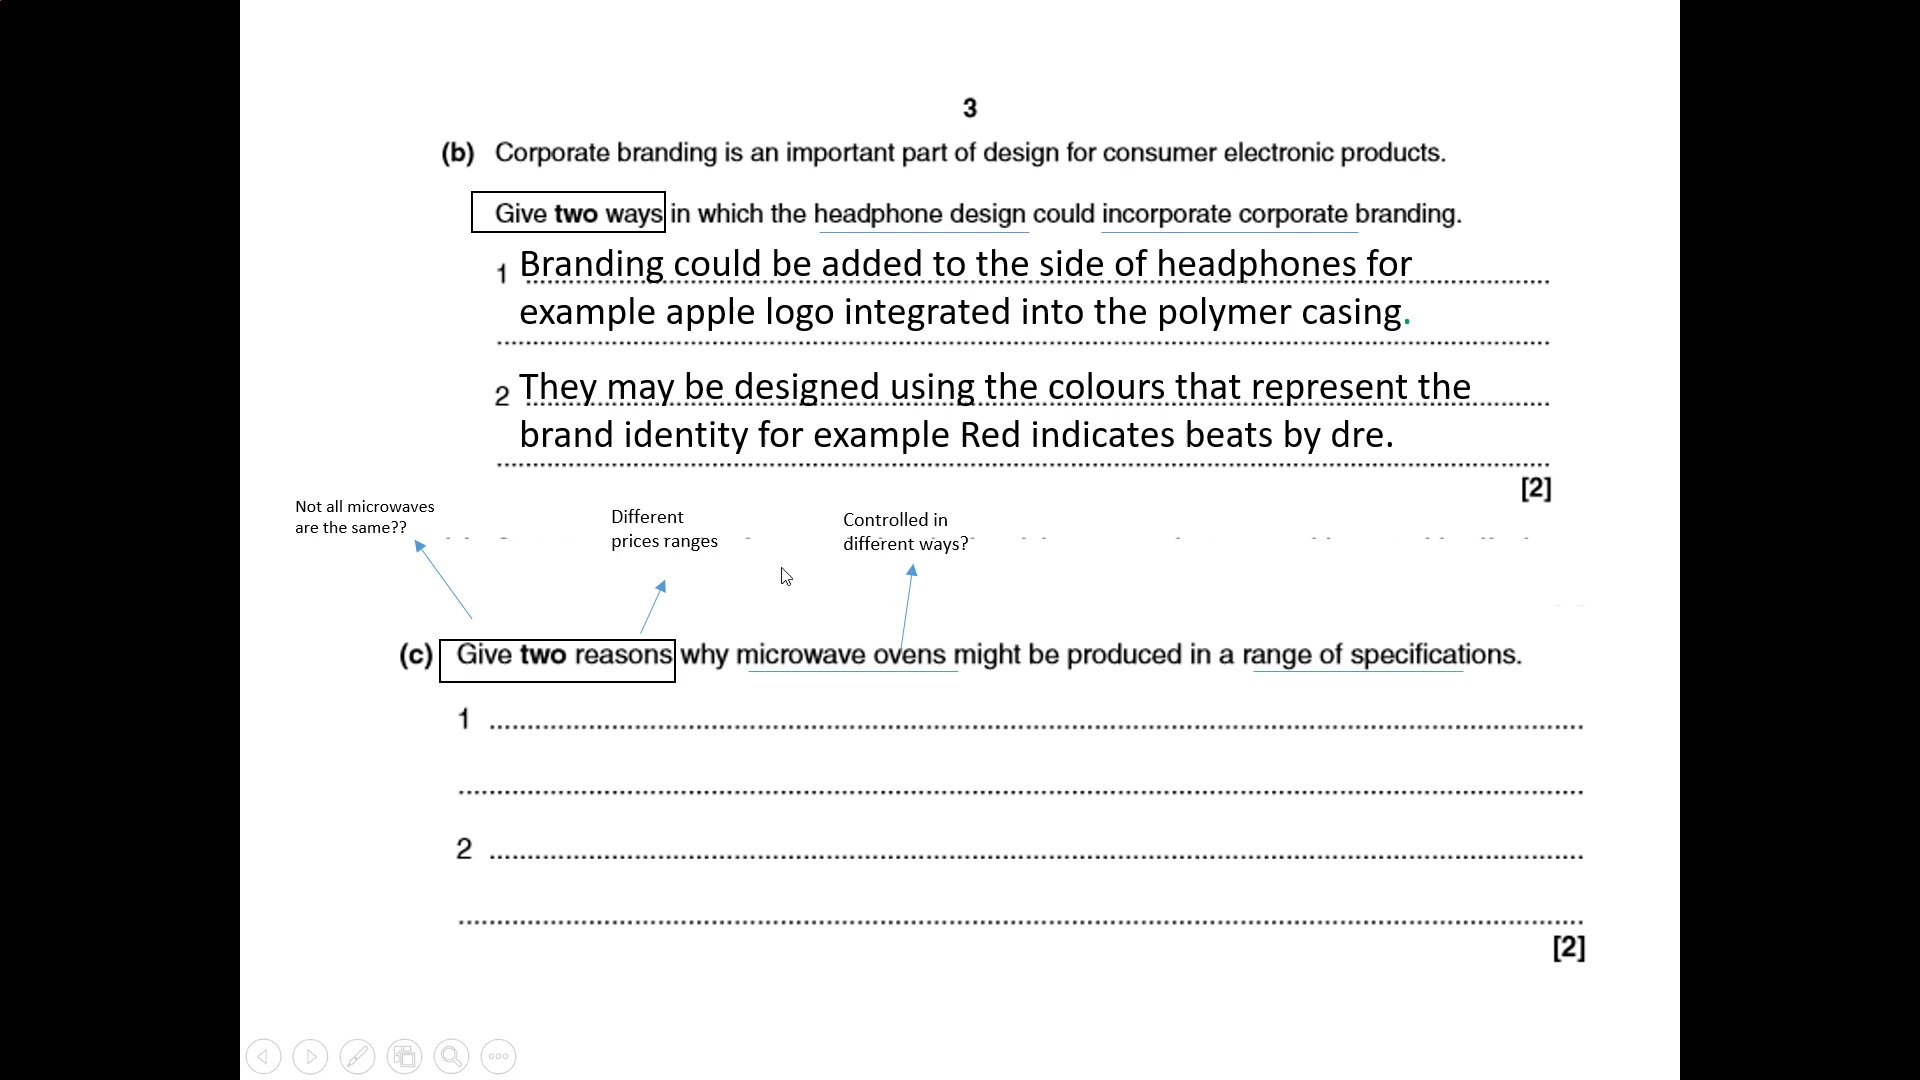 3
(b) Corporate branding is an important part of design for consumer electronic products.
Give two ways in which the headphone design could incorporate corporate branding.
1 Branding could be added to the side of headphones for
example apple logo integrated into the polymer casing.
2 They may be designed using the colours that represent the
brand identity for example Red indicates beats by dre.
[2]
Not all microwaves
are the same??
Different
prices ranges
Controlled in
different ways?
(c) Give two reasons why microwave ovens might be produced in a range of specifications.
1
2
[2]